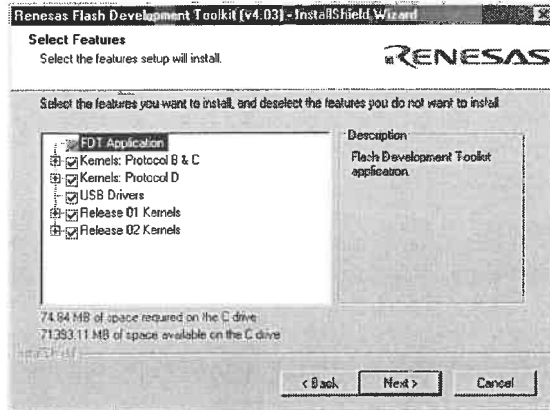 Renesas Flash Development Toolkit (v4.03) - InstallShield Wizard
Select Features
Select the features setup will install.
RENESAS
Select the features you want to install, and deselect the features you do not want to install.
FDT Application
Kernels: Protocol B & C
Kernels: Protocol D
USB Drivers
Release 01 Kernels
Release 02 Kernels
Description
Flash Development Toolkit
application.
74.84 MB of space required on the C drive
71393.11 MB of space available on the C drive
InstallShield
< Back
Next >
Cancel